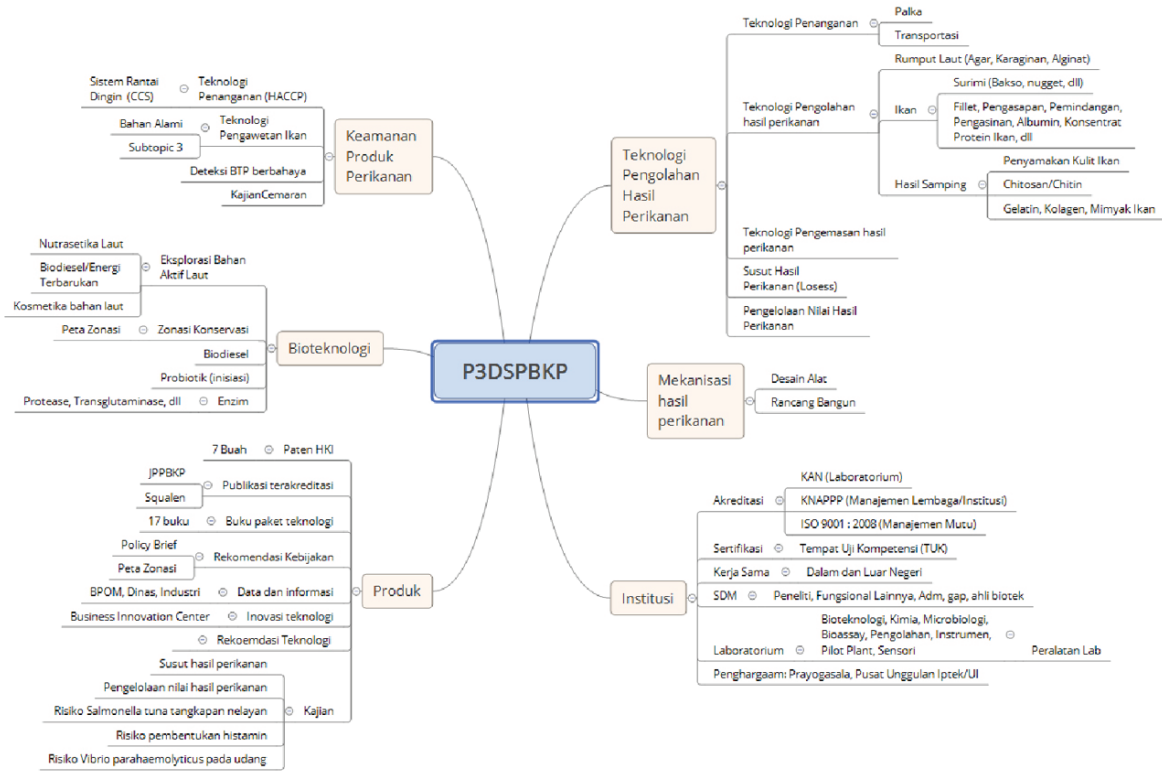 P3DSPBKP
Keamanan
Produk
Perikanan
Sistem Rantai
Dingin (CCS)
Teknologi
Penanganan (HACCP)
Bahan Alami
Subtopic 3
Teknologi
Pengawetan Ikan
Deteksi BTP berbahaya
KajianCemaran
Bioteknologi
Nutrasetika Laut
Biodiesel/Energi
Terbarukan
Kosmetika bahan laut
Eksplorasi Bahan
Aktif Laut
Peta Zonasi
Zonasi Konservasi
Biodiesel
Probiotik (inisiasi)
Protease, Transglutaminase, dll
Enzim
Produk
7 Buah
Paten HKI
JPPBKP
Squalen
Publikasi terakreditasi
17 buku
Buku paket teknologi
Policy Brief
Peta Zonasi
Rekomendasi Kebijakan
BPOM, Dinas, Industri
Data dan informasi
Business Innovation Center
Inovasi teknologi
Rekoemdasi Teknologi
Susut hasil perikanan
Pengelolaan nilai hasil perikanan
Risiko Salmonella tuna tangkapan nelayan
Risiko pembentukan histamin
Risiko Vibrio parahaemolyticus pada udang
Kajian
Teknologi
Pengolahan
Hasil
Perikanan
Teknologi Penanganan
Palka
Transportasi
Teknologi Pengolahan
hasil perikanan
Rumput Laut (Agar, Karaginan, Alginat)
Ikan
Surimi (Bakso, nugget, dll)
Fillet, Pengasapan, Pemindangan,
Pengasinan, Albumin, Konsentrat
Protein Ikan, dll
Hasil Samping
Penyamakan Kulit Ikan
Chitosan/Chitin
Gelatin, Kolagen, Mimyak Ikan
Teknologi Pengemasan hasil
perikanan
Susut Hasil
Perikanan (Losess)
Pengelolaan Nilai Hasil
Perikanan
Mekanisasi
hasil
perikanan
Desain Alat
Rancang Bangun
Institusi
Akreditasi
KAN (Laboratorium)
KNAPPP (Manajemen Lembaga/Institusi)
ISO 9001 : 2008 (Manajemen Mutu)
Sertifikasi
Tempat Uji Kompetensi (TUK)
Kerja Sama
Dalam dan Luar Negeri
SDM
Peneliti, Fungsional Lainnya, Adm, gap, ahli biotek
Laboratorium
Bioteknologi, Kimia, Microbiologi,
Bioassay, Pengolahan, Instrumen,
Pilot Plant, Sensori
Peralatan Lab
Penghargaam: Prayogasala, Pusat Unggulan Iptek/UI